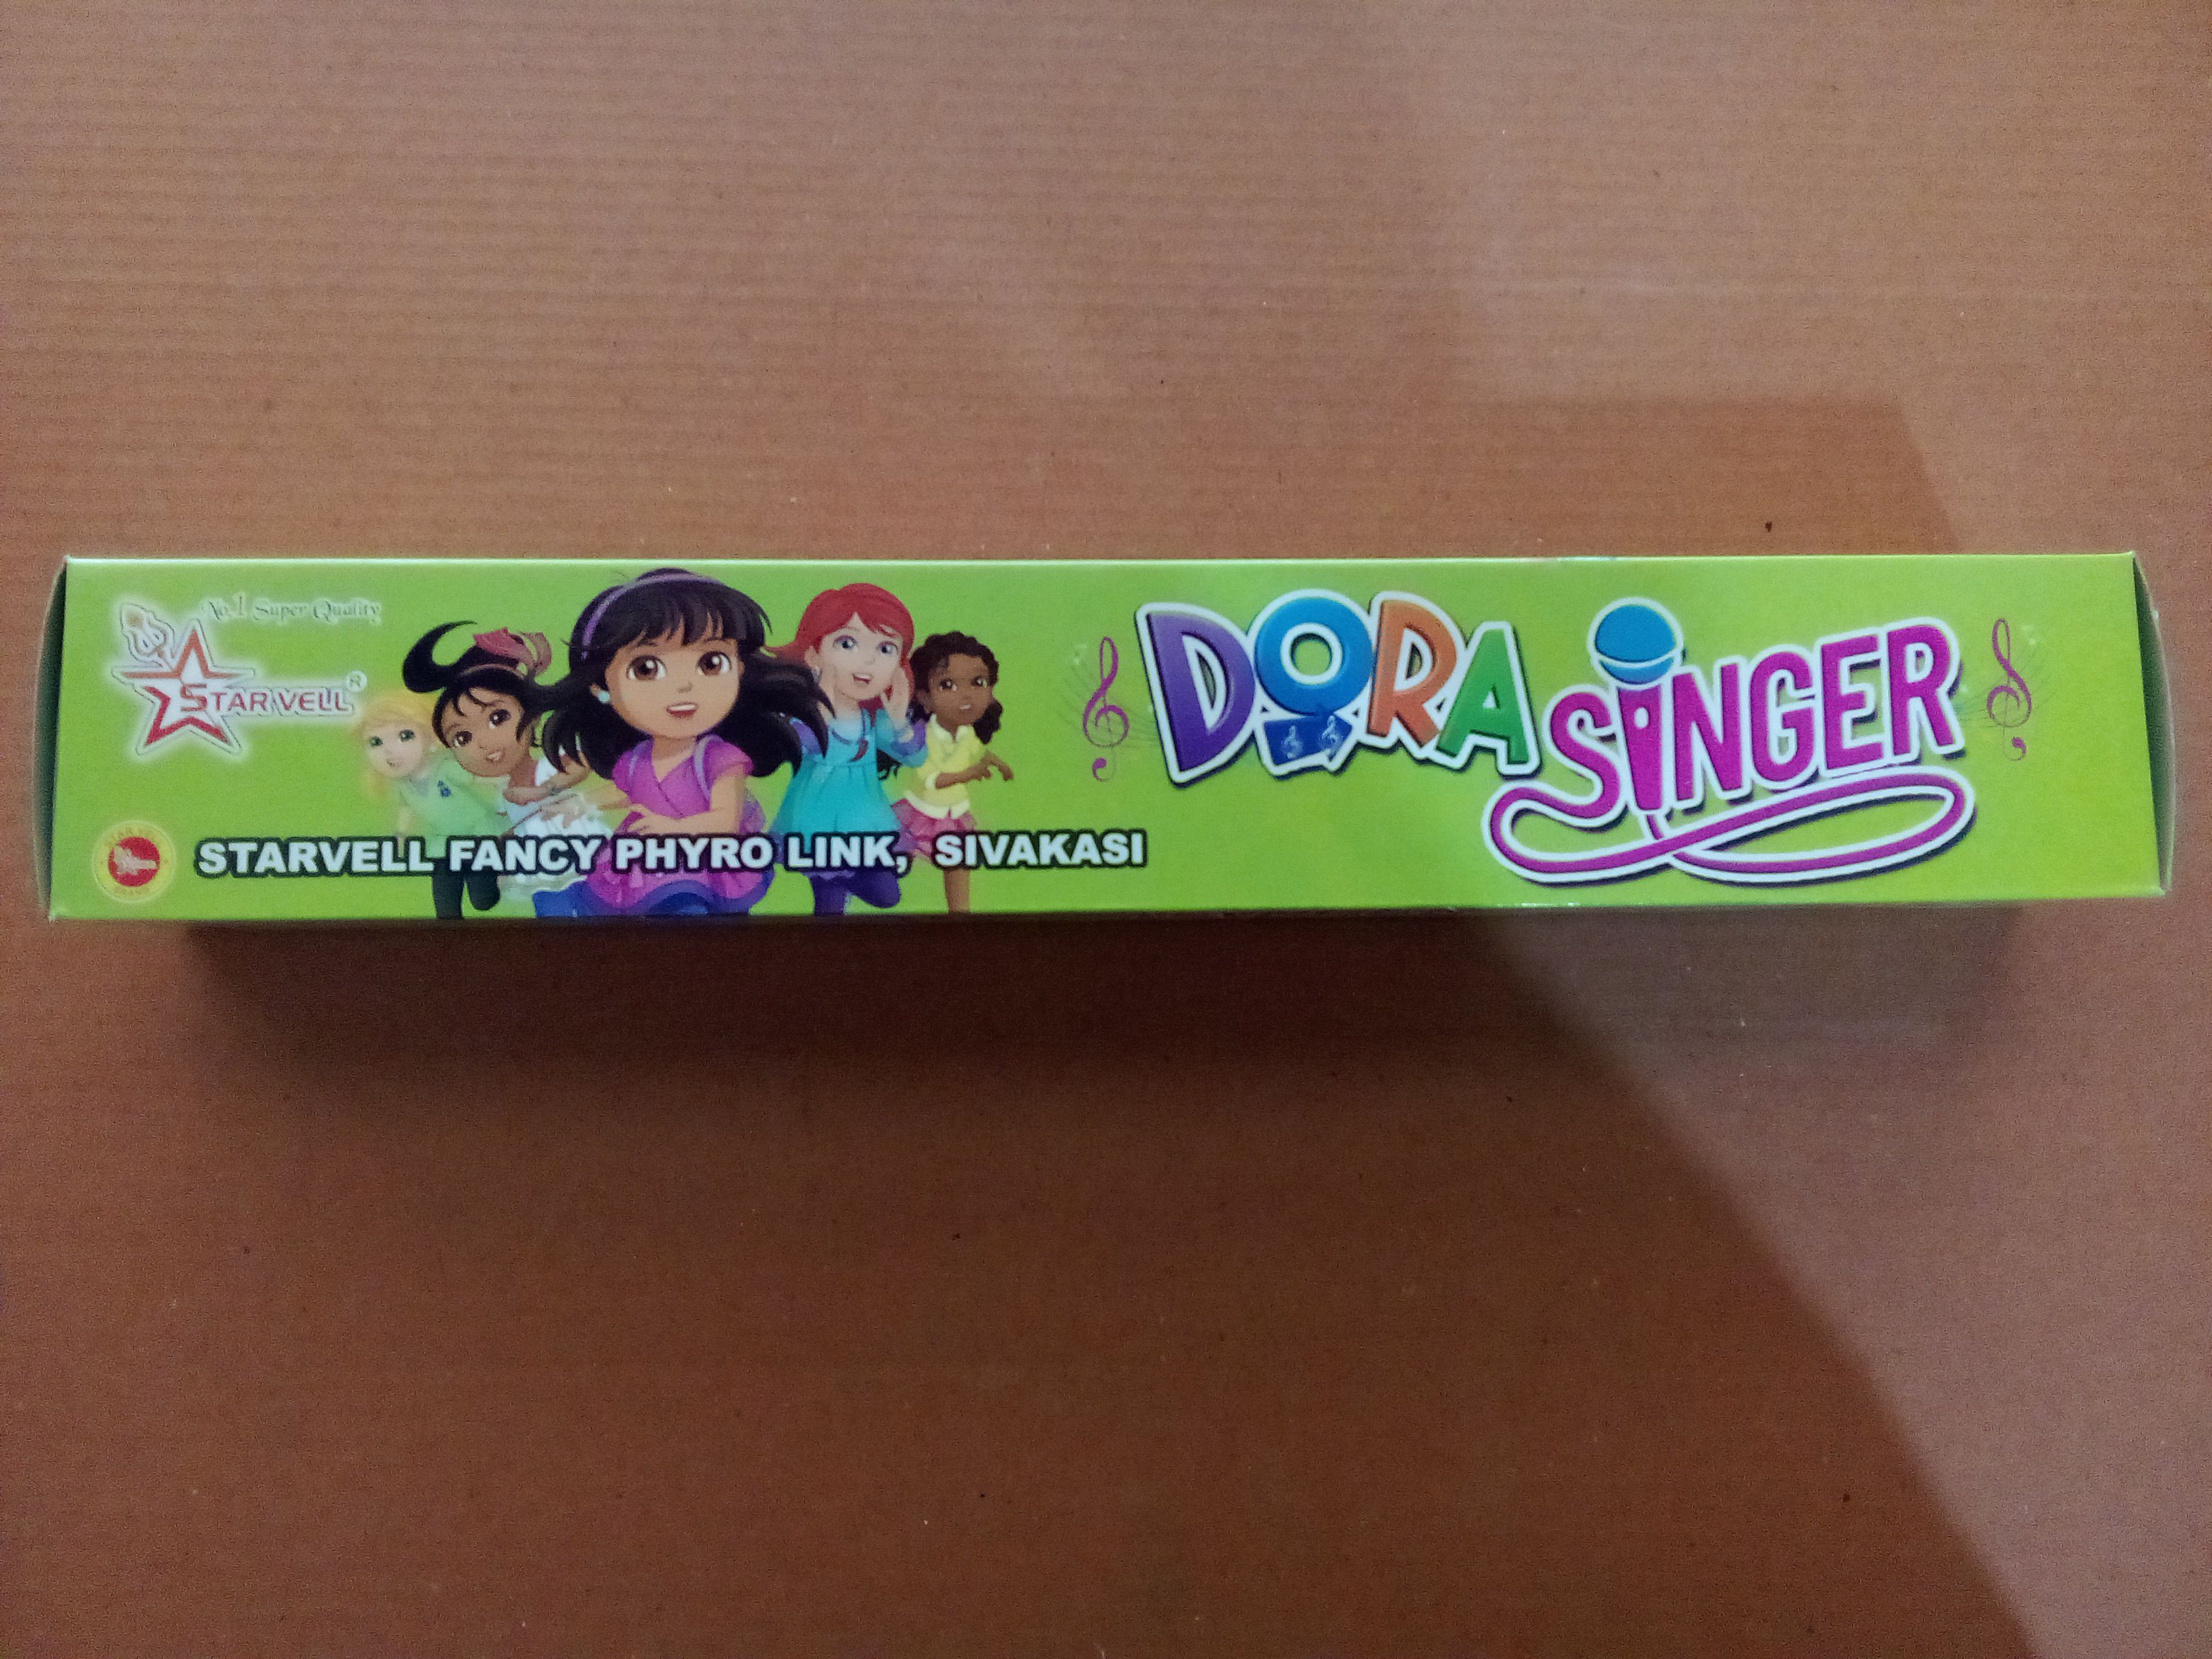 No.1 Super Quality
STAR VELL R
DORA
SINGER
STARVELL FANCY PHYRO LINK, SIVAKASI